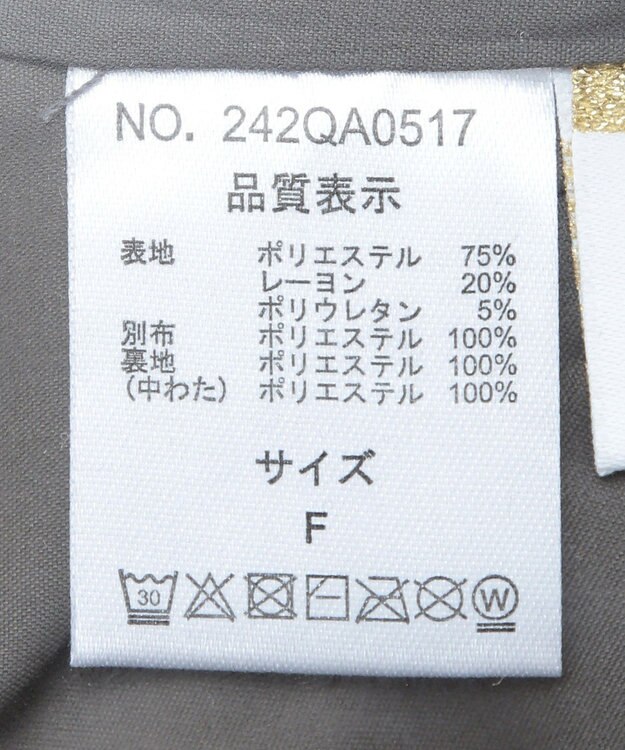 NO. 242QA0517
品質表示
表地 ポリエステル 75%
レーヨン 20%
ポリウレタン 5%
別布 ポリエステル 100%
裏地 ポリエステル 100%
(中わた) ポリエステル 100%
サイズ
F
30 W